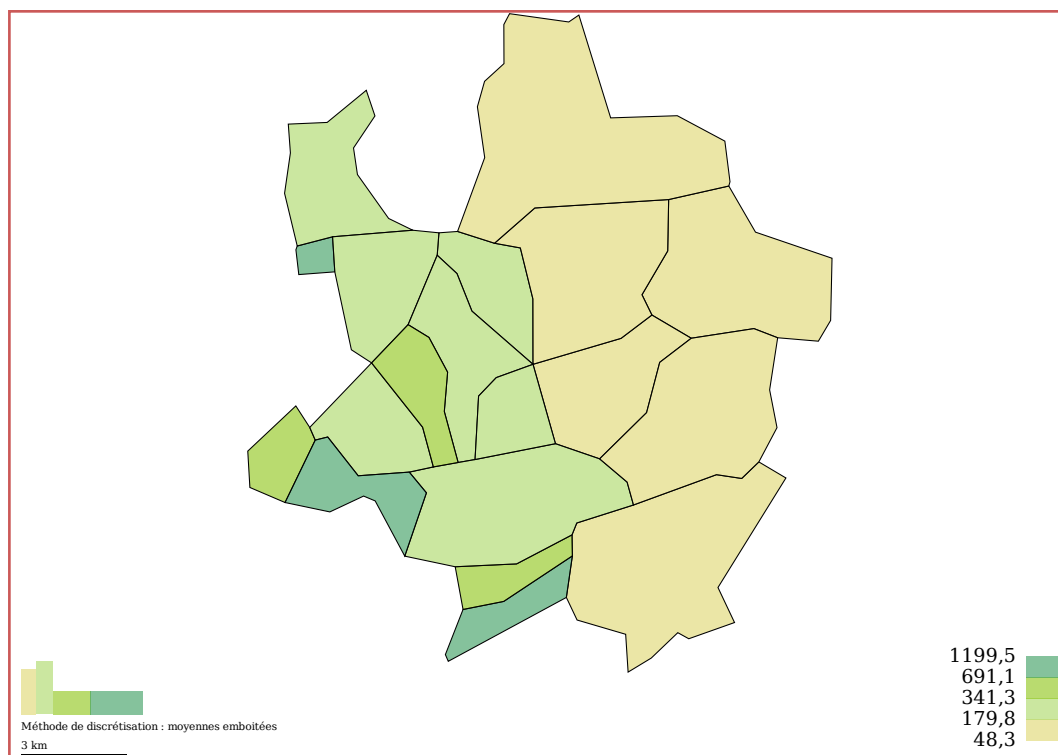 1199,5
691,1
341,3
179,8
48,3
Méthode de discrétisation : moyennes emboitées
3 km